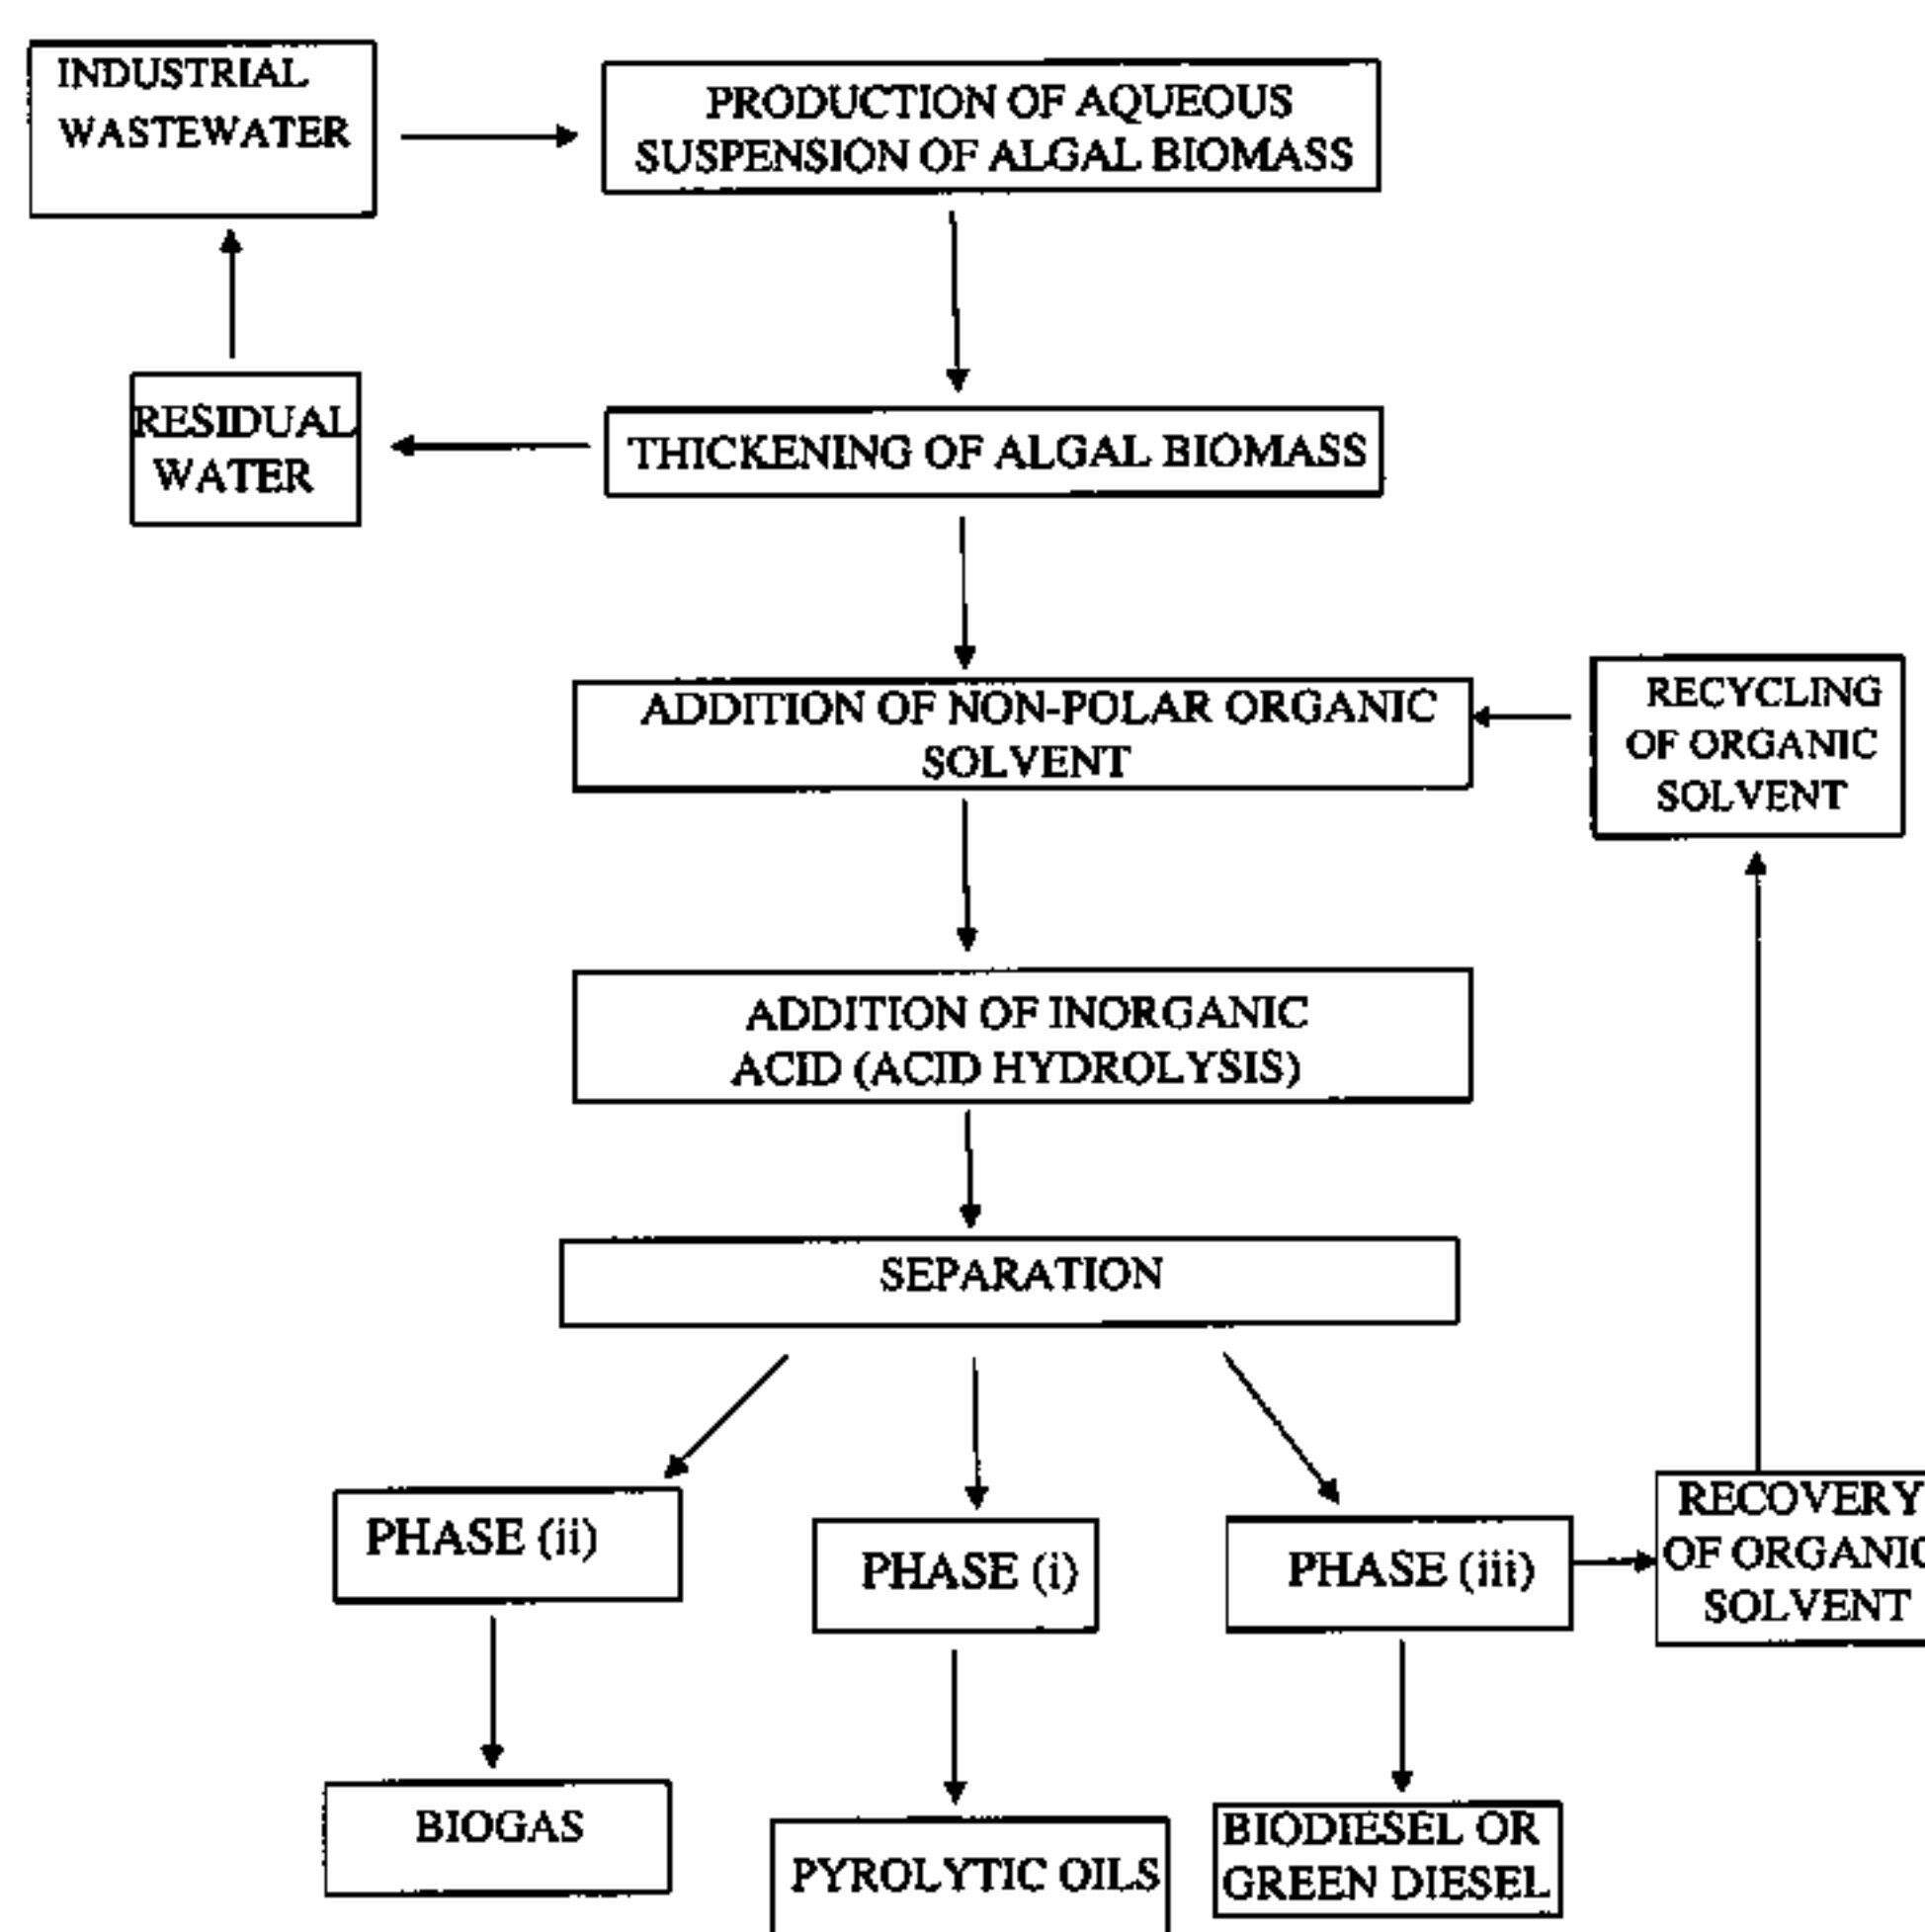 INDUSTRIAL
WASTEWATER
PRODUCTION OF AQUEOUS
SUSPENSION OF ALGAL BIOMASS
RESIDUAL
WATER
THICKENING OF ALGAL BIOMASS
ADDITION OF NON-POLAR ORGANIC
SOLVENT
RECYCLING
OF ORGANIC
SOLVENT
ADDITION OF INORGANIC
ACID (ACID HYDROLYSIS)
SEPARATION
PHASE (ii)
PHASE (i)
PHASE (iii)
RECOVERY
OF ORGANIC
SOLVENT
BIOGAS
PYROLYTIC OILS
BIODIESEL OR
GREEN DIESEL